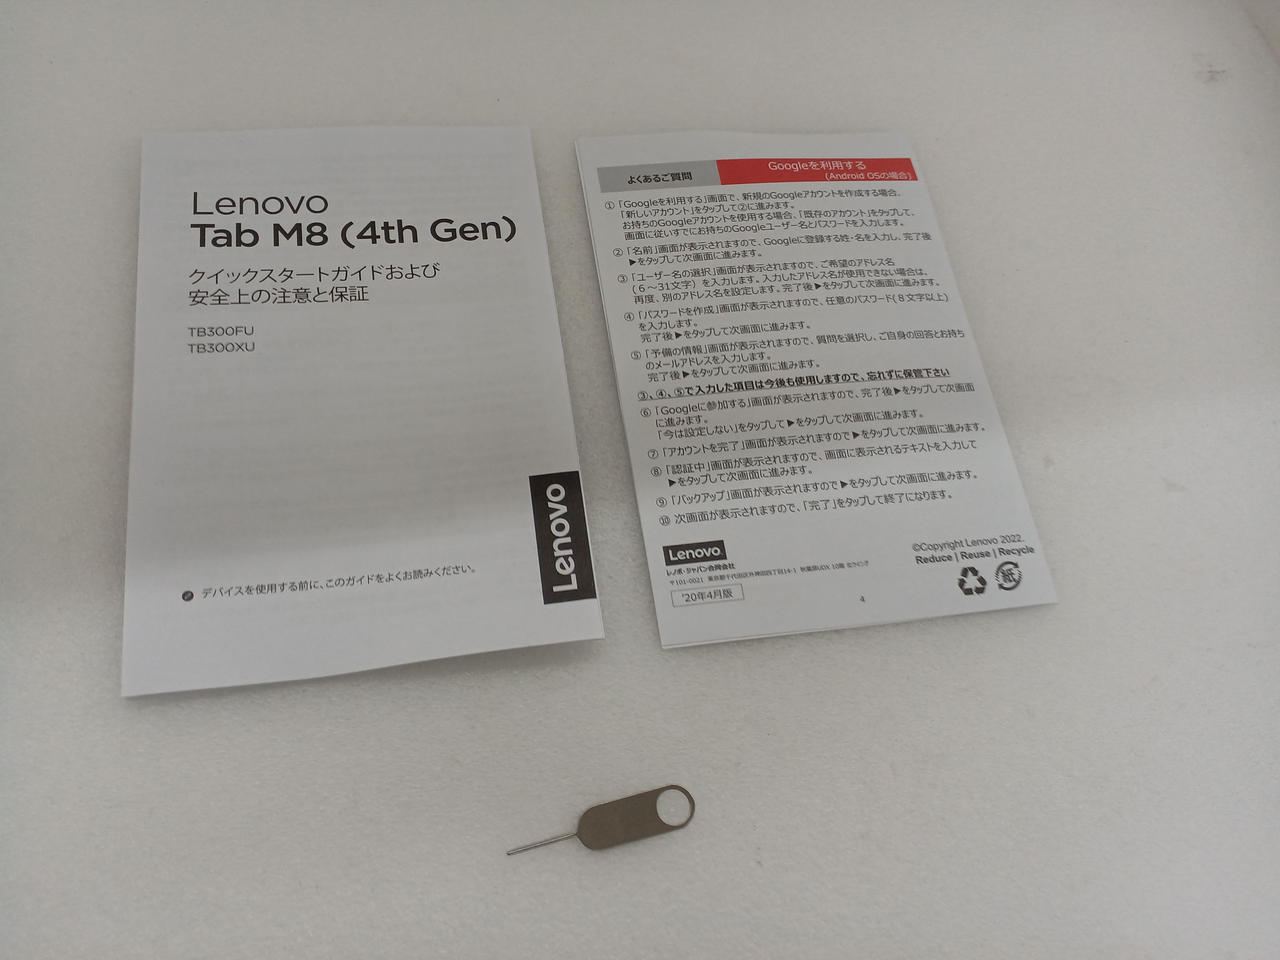 Lenovo
Tab M8 (4th Gen)
クイックスタートガイドおよび
安全上の注意と保証
TB300FU
TB300XU
Lenovo
デバイスを使用する前に、このガイドをよくお読みください。
よくあるご質問
Googleを利用する
(Android OSの場合)
①「Googleを利用する」画面で、新規のGoogleアカウントを作成する場合、
「新しいアカウント」をタップして②に進みます。
お持ちのGoogleアカウントを使用する場合、「既存のアカウント」をタップして、
画面に従いすでにお持ちのGoogleユーザー名とパスワードを入力します。
②「名前」画面が表示されますので、Googleに登録する姓・名を入力し、完了後
▶をタップして次画面に進みます。
③「ユーザー名の選択」画面が表示されますので、ご希望のアドレス名
(6～31文字）を入力します。入力したアドレス名が使用できない場合は、
再度、別のアドレス名を設定します。完了後▶をタップして次画面に進みます。
④「パスワードを作成」画面が表示されますので、任意のパスワード(８文字以上)
を入力します。
完了後▶をタップして次画面に進みます。
⑤「予備の情報」画面が表示されますので、質問を選択し、ご自身の回答とお持ち
のメールアドレスを入力します。
完了後▶をタップして次画面に進みます。
③、④、⑤で入力した項目は今後も使用しますので、忘れずに保管下さい
⑥「Googleに参加する」画面が表示されますので、完了後▶をタップして次画面
に進みます。
「今は設定しない」をタップして▶をタップして次画面に進みます。
⑦「アカウントを完了」画面が表示されますので▶をタップして次画面に進みます。
⑧「認証中」画面が表示されますので、画面に表示されるテキストを入力して
▶をタップして次画面に進みます。
⑨「バックアップ」画面が表示されますので▶をタップして次画面に進みます。
⑩ 次画面が表示されますので、「完了」をタップして終了になります。
Lenovo
レノボ・ジャパン合同会社
〒101-0021 東京都千代田区外神田四丁目14-1 秋葉原UDX 10階 北ウイング
'20年4月版
4
©Copyright Lenovo 2022.
Reduce | Reuse | Recycle
紙